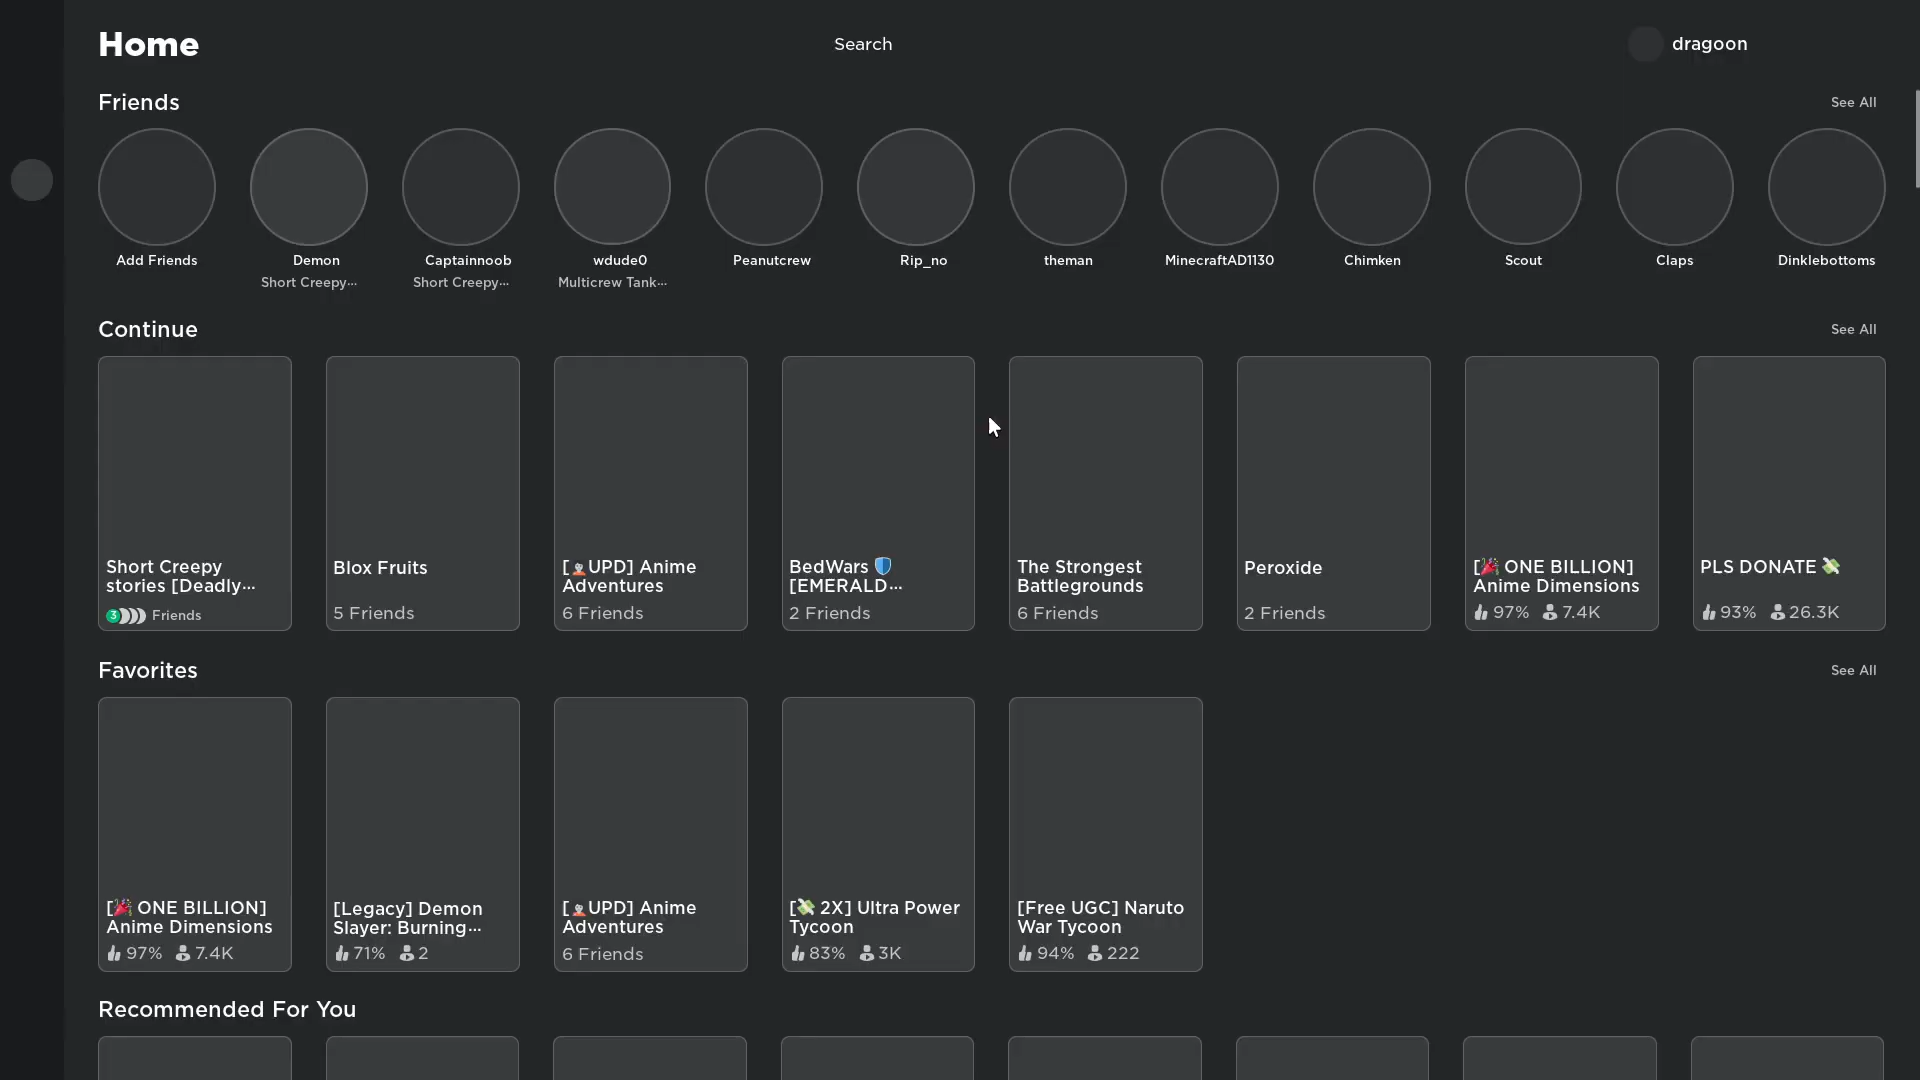 Home
Search
dragoon
Friends
See All
Add Friends
Demon
Captainnoob
wdude0
Peanutcrew
Rip_no
theman
MinecraftAD1130
Chimken
Scout
Claps
Dinklebottoms
Short Creepy...
Short Creepy...
Multicrew Tank...
Continue
See All
Short Creepy
stories [Deadly...
3 Friends
Blox Fruits
5 Friends
[🧝UPD] Anime
Adventures
6 Friends
BedWars 🛡️
[EMERALD...
2 Friends
The Strongest
Battlegrounds
6 Friends
Peroxide
2 Friends
[🎉 ONE BILLION]
Anime Dimensions
97% 7.4K
PLS DONATE 💸
93% 26.3K
Favorites
See All
[🎉 ONE BILLION]
Anime Dimensions
97% 7.4K
[Legacy] Demon
Slayer: Burning...
71% 2
[🧝UPD] Anime
Adventures
6 Friends
[💸 2X] Ultra Power
Tycoon
83% 3K
[Free UGC] Naruto
War Tycoon
94% 222
Recommended For You